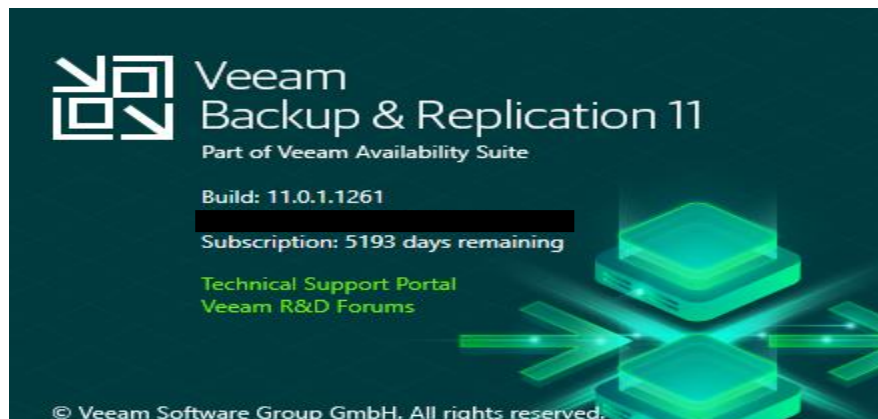 Veeam
Backup & Replication 11
Part of Veeam Availability Suite
Build: 11.0.1.1261
Subscription: 5193 days remaining
Technical Support Portal
Veeam R&D Forums
© Veeam Software Group GmbH. All rights reserved.